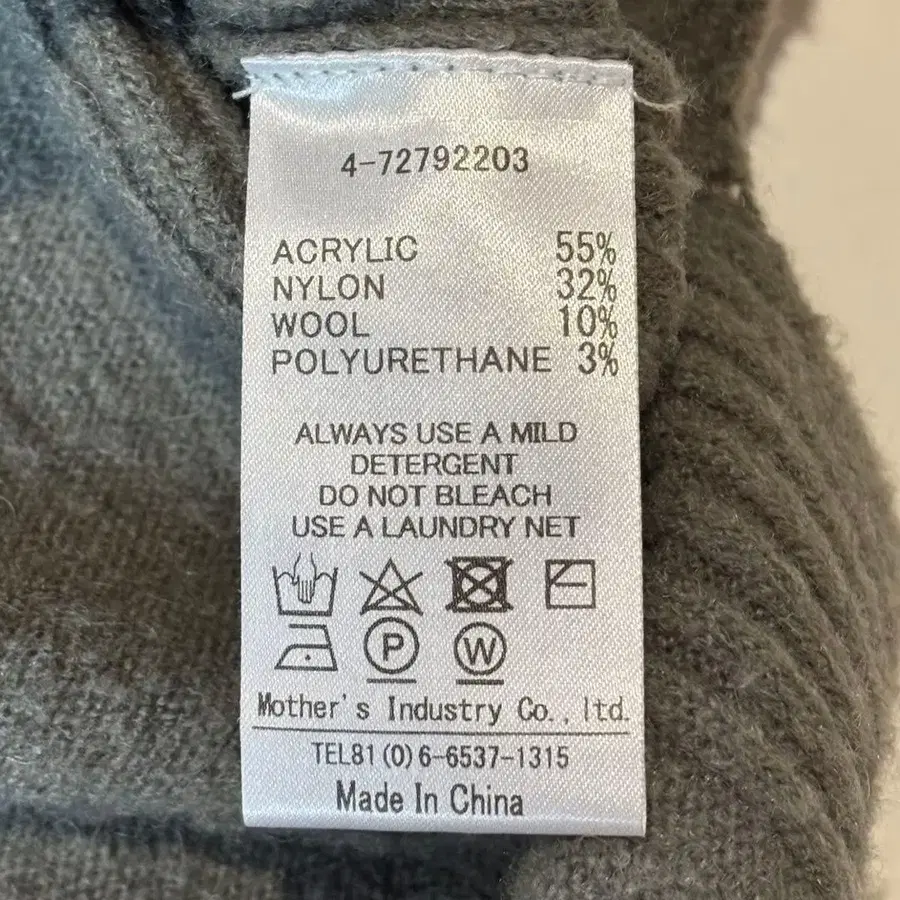 4-72792203
ACRYLIC 55%
NYLON 32%
WOOL 10%
POLYURETHANE 3%
ALWAYS USE A MILD
DETERGENT
DO NOT BLEACH
USE A LAUNDRY NET
P W
Mother's Industry Co., ltd.
TEL81(0)6-6537-1315
Made In China